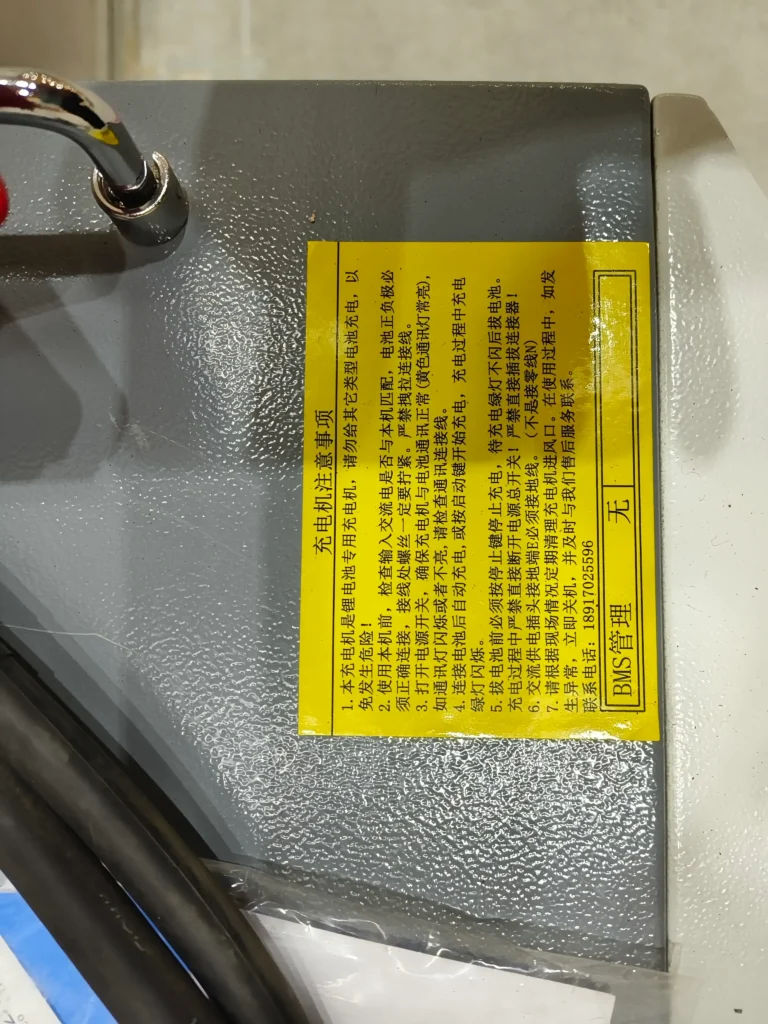 充电机注意事项
1. 本充电机是锂电池专用充电机，请勿给其它类型电池充电，以
免发生危险！
2. 使用本机前，检查输入交流电是否与本机匹配，电池正负极必
须正确连接，接线处螺丝一定要拧紧。严禁拽拉连接线。
3. 打开电源开关，确保充电机与电池通讯正常(黄色通讯灯常亮)，
如通讯灯闪烁或者不亮，请检查通讯连接线。
4. 连接电池后自动充电，或按启动键开始充电，充电过程中充电
绿灯闪烁。
5. 拔电池前必须按停止键停止充电，待充电绿灯不闪后拔电池。
充电过程中严禁直接断开电源总开关！严禁直接插拔连接器！
6. 交流供电插头接地端E必须接地线。（不是接零线N）
7. 请根据现场情况定期清理充电机进风口。在使用过程中，如发
生异常，立即关机，并及时与我们售后服务联系。
联系电话：18917025596
BMS管理 无